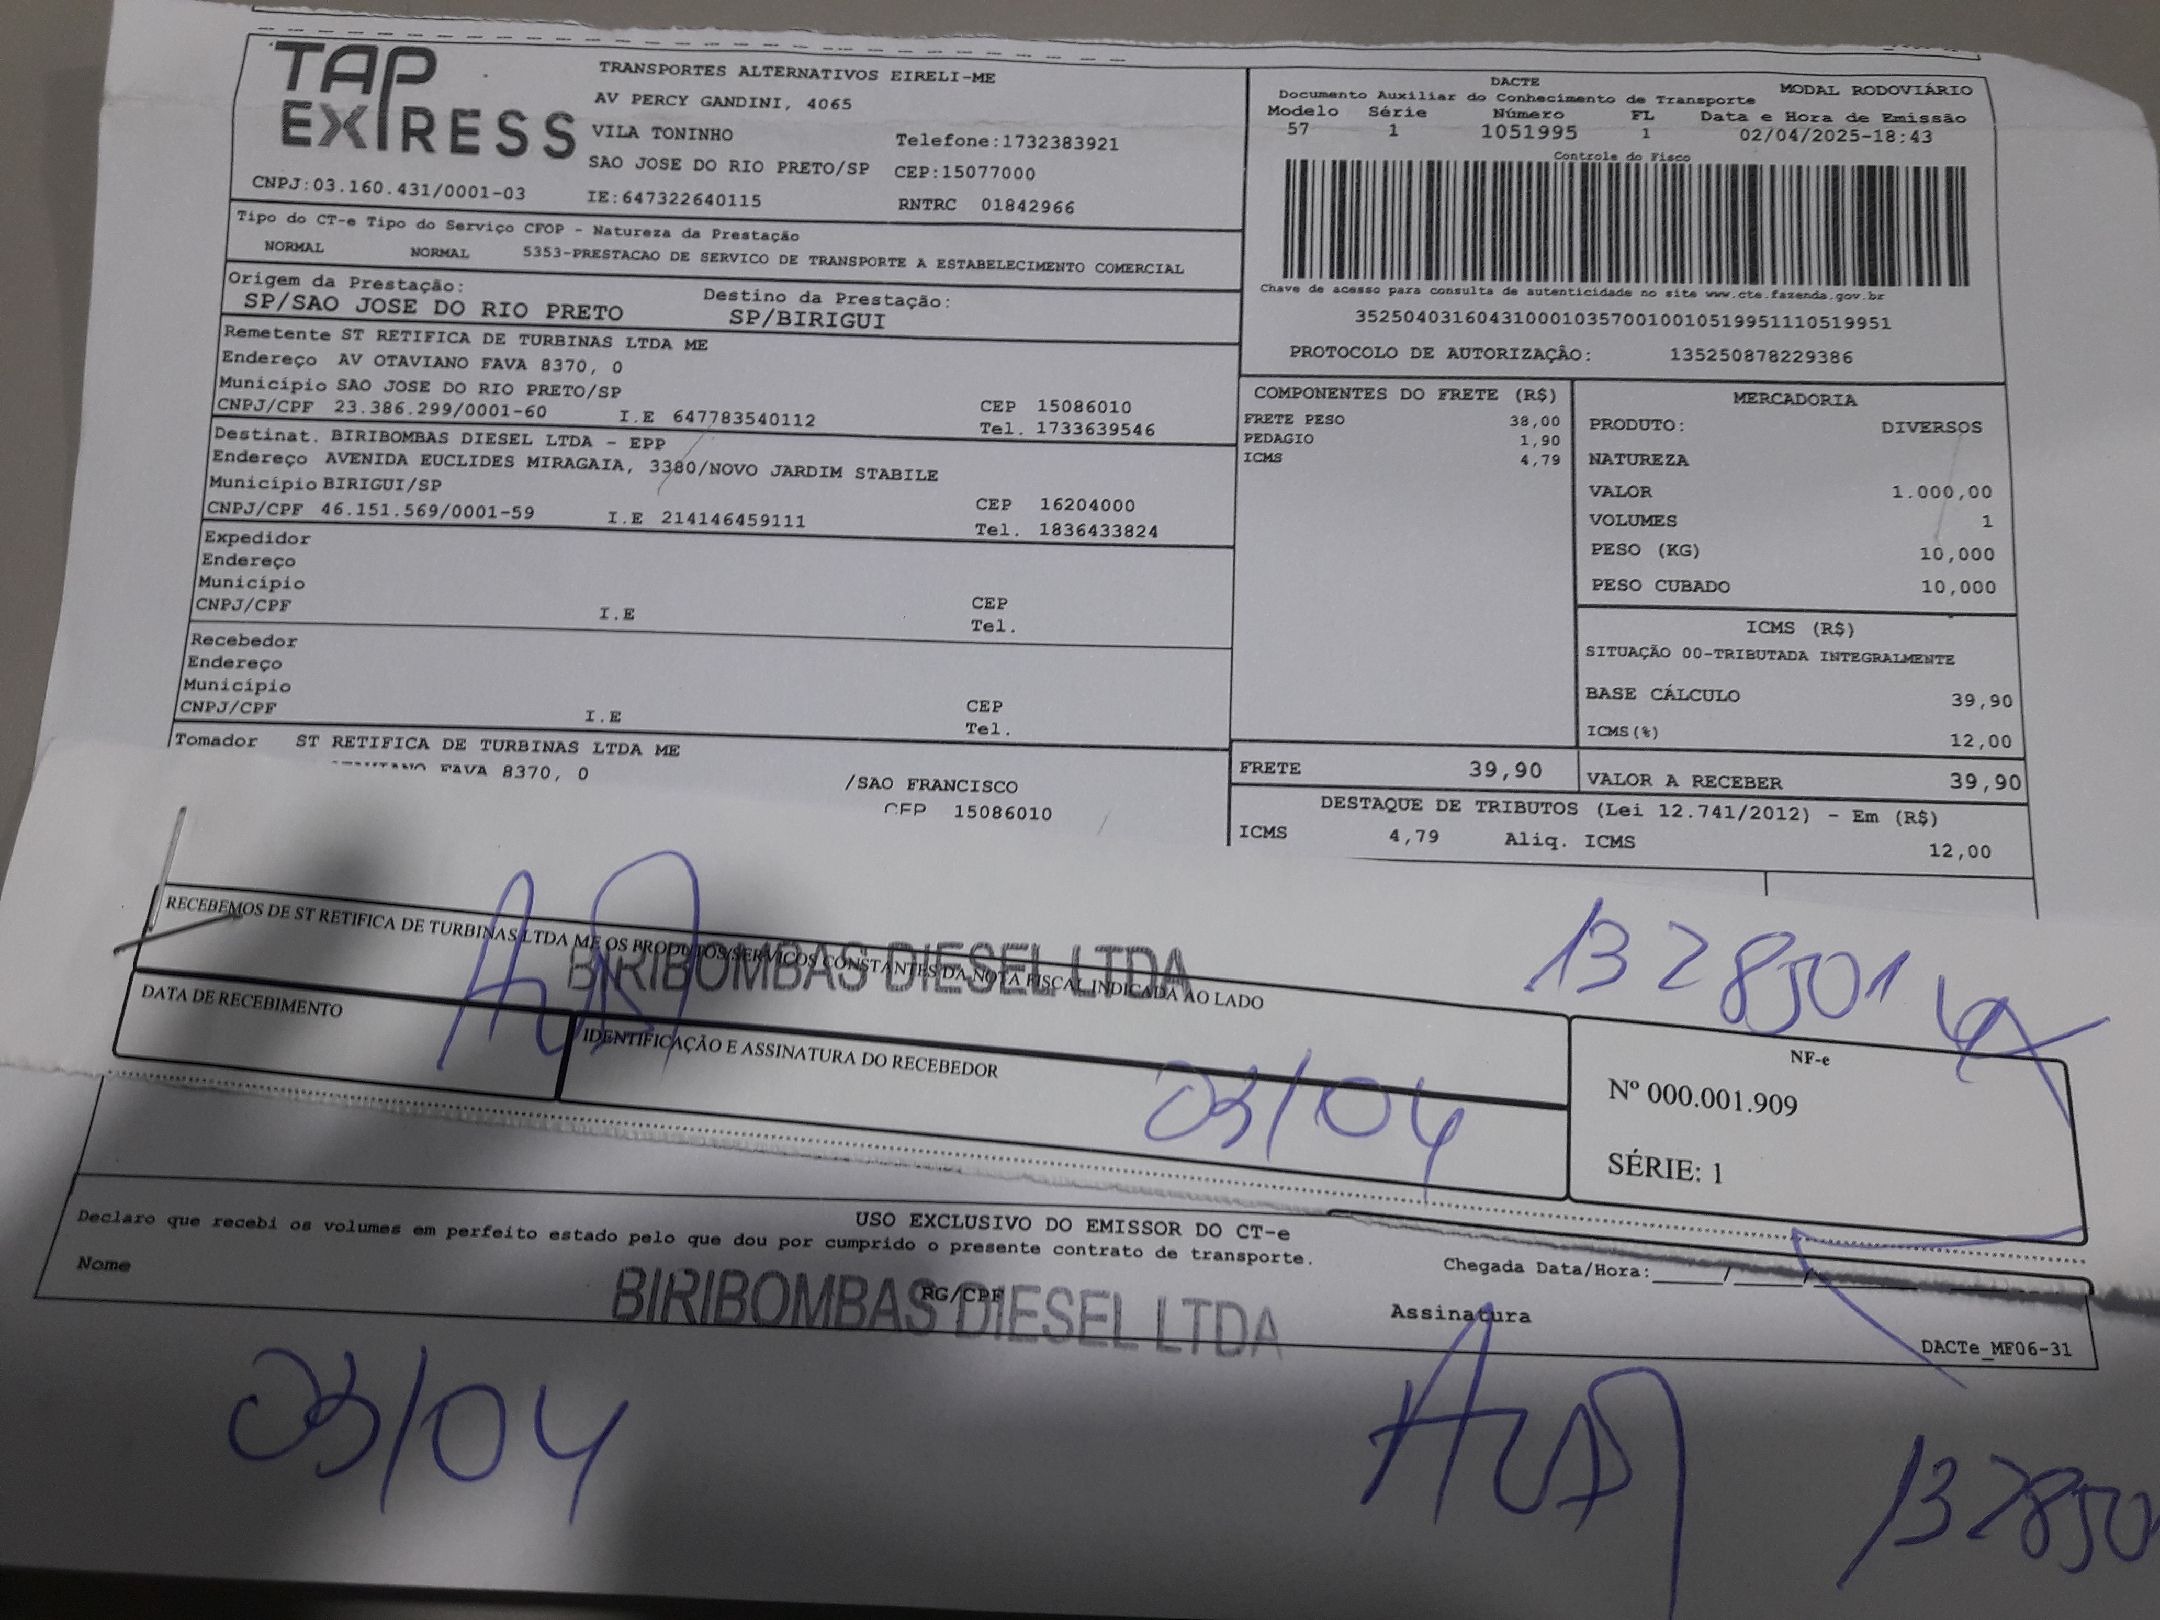 TAP EXPRESS
TRANSPORTES ALTERNATIVOS EIRELI-ME
AV PERCY GANDINI, 4065
VILA TONINHO Telefone:1732383921
SAO JOSE DO RIO PRETO/SP CEP:15077000
CNPJ:03.160.431/0001-03 IE:647322640115 RNTRC 01842966
DACTE MODAL RODOVIÁRIO
Documento Auxiliar do Conhecimento de Transporte
Modelo Série Número FL Data e Hora de Emissão
57 1 1051995 1 02/04/2025-18:43
Controle do Fisco
Chave de acesso para consulta de autenticidade no site www.cte.fazenda.gov.br
35250403160431000103570010010519951110519951
PROTOCOLO DE AUTORIZAÇÃO: 135250878229386
Tipo do CT-e Tipo do Serviço CFOP - Natureza da Prestação
NORMAL NORMAL 5353-PRESTACAO DE SERVICO DE TRANSPORTE A ESTABELECIMENTO COMERCIAL
Origem da Prestação: Destino da Prestação:
SP/SAO JOSE DO RIO PRETO SP/BIRIGUI
Remetente ST RETIFICA DE TURBINAS LTDA ME
Endereço AV OTAVIANO FAVA 8370, 0
Município SAO JOSE DO RIO PRETO/SP CEP 15086010
CNPJ/CPF 23.386.299/0001-60 I.E 647783540112 Tel. 1733639546
Destinat. BIRIBOMBAS DIESEL LTDA - EPP
Endereço AVENIDA EUCLIDES MIRAGAIA, 3380/NOVO JARDIM STABILE
Município BIRIGUI/SP CEP 16204000
CNPJ/CPF 46.151.569/0001-59 I.E 214146459111 Tel. 1836433824
Expedidor
Endereço
Município CEP
CNPJ/CPF I.E Tel.
Recebedor
Endereço
Município CEP
CNPJ/CPF I.E Tel.
Tomador ST RETIFICA DE TURBINAS LTDA ME
FAVA 8370, 0 /SAO FRANCISCO
CEP 15086010
COMPONENTES DO FRETE (R$)
FRETE PESO 38,00
PEDAGIO 1,90
ICMS 4,79
MERCADORIA
PRODUTO: DIVERSOS
NATUREZA
VALOR 1.000,00
VOLUMES 1
PESO (KG) 10,000
PESO CUBADO 10,000
ICMS (R$)
SITUAÇÃO 00-TRIBUTADA INTEGRALMENTE
BASE CÁLCULO 39,90
ICMS(%) 12,00
FRETE 39,90 VALOR A RECEBER 39,90
DESTAQUE DE TRIBUTOS (Lei 12.741/2012) - Em (R$)
ICMS 4,79 Aliq. ICMS 12,00
RECEBEMOS DE ST RETIFICA DE TURBINAS LTDA ME OS PRODUTOS/SERVIÇOS CONSTANTES DA NOTA FISCAL INDICADA AO LADO
BIRIBOMBAS DIESEL LTDA
1328501
DATA DE RECEBIMENTO IDENTIFICAÇÃO E ASSINATURA DO RECEBEDOR
03/04
NF-e
Nº 000.001.909
SÉRIE: 1
USO EXCLUSIVO DO EMISSOR DO CT-e
Declaro que recebi os volumes em perfeito estado pelo que dou por cumprido o presente contrato de transporte.
Chegada Data/Hora:____/____/
Nome RG/CPF Assinatura
BIRIBOMBAS DIESEL LTDA
DACTe_MF06-31
03/04
132850